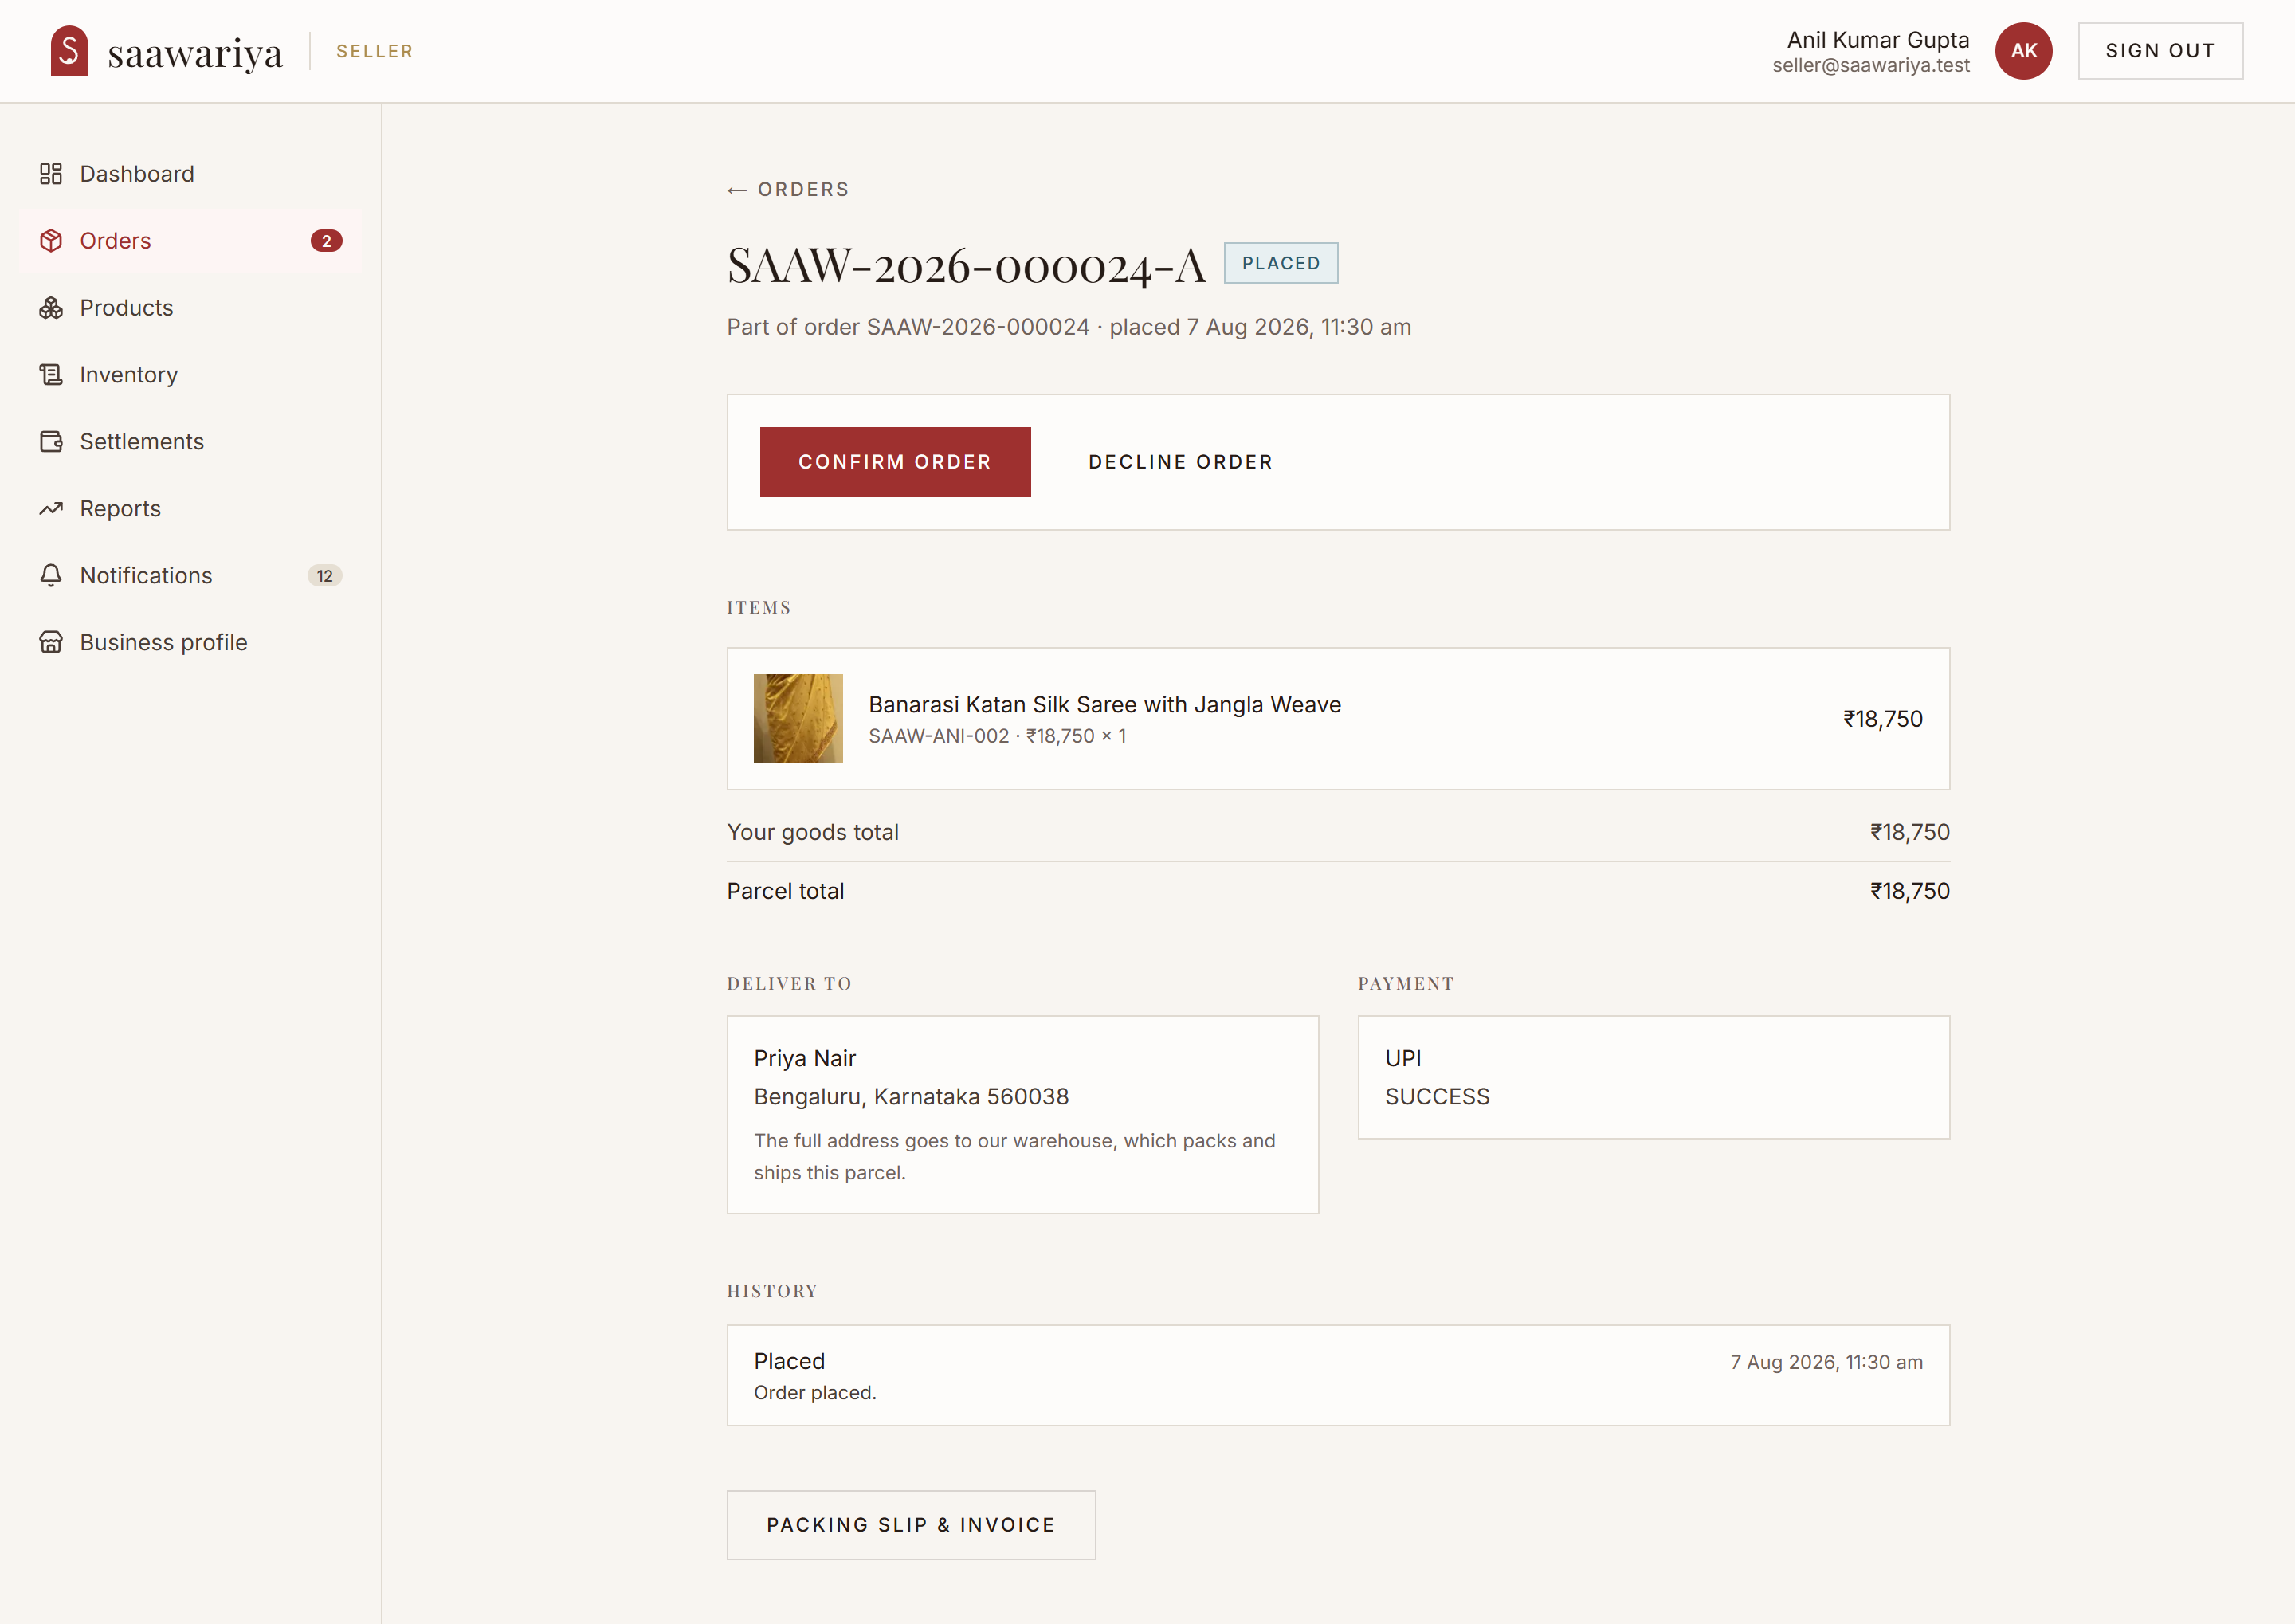 S saawariya SELLER
Anil Kumar Gupta
seller@saawariya.test
AK
SIGN OUT
Dashboard
Orders 2
Products
Inventory
Settlements
Reports
Notifications 12
Business profile
← ORDERS
SAAW-2026-000024-A PLACED
Part of order SAAW-2026-000024 · placed 7 Aug 2026, 11:30 am
CONFIRM ORDER DECLINE ORDER
ITEMS
Banarasi Katan Silk Saree with Jangla Weave
SAAW-ANI-002 · ₹18,750 × 1
₹18,750
Your goods total ₹18,750
Parcel total ₹18,750
DELIVER TO
Priya Nair
Bengaluru, Karnataka 560038
The full address goes to our warehouse, which packs and
ships this parcel.
PAYMENT
UPI
SUCCESS
HISTORY
Placed 7 Aug 2026, 11:30 am
Order placed.
PACKING SLIP & INVOICE